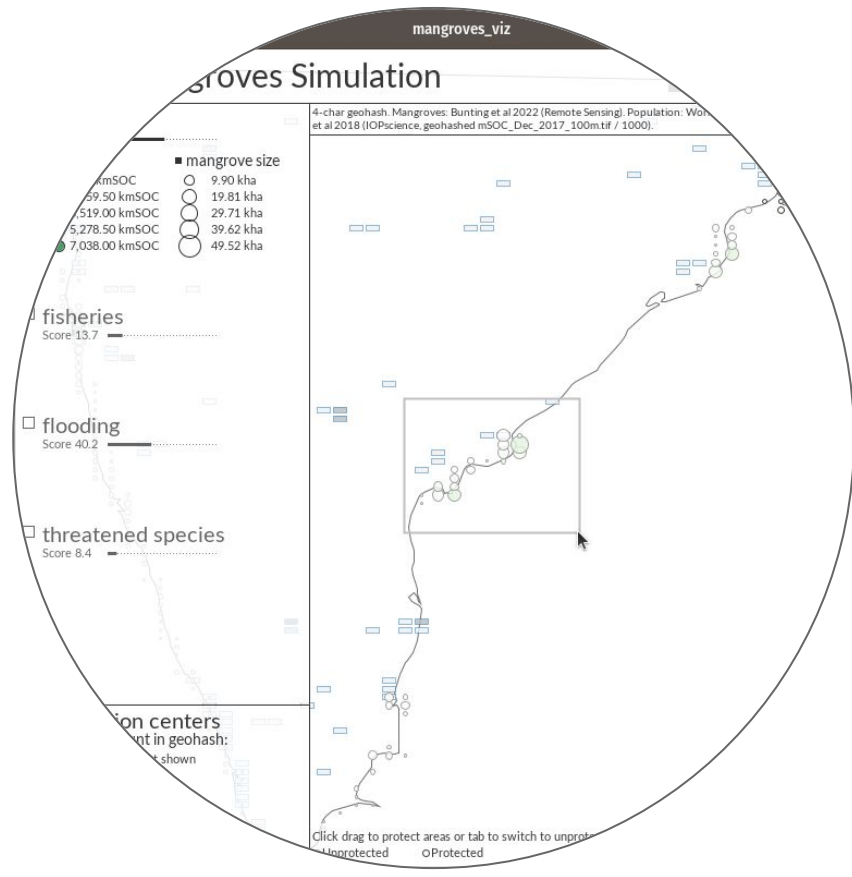 mangroves_viz
groves Simulation
4-char geohash. Mangroves: Bunting et al 2022 (Remote Sensing). Population:
et al 2018 (IOPscience, geohashed mSOC_Dec_2017_100m.tif / 1000).
mangrove size
kmSOC 9.90 kha
59.50 kmSOC 19.81 kha
,519.00 kmSOC 29.71 kha
5,278.50 kmSOC 39.62 kha
7,038.00 kmSOC 49.52 kha
fisheries
Score 13.7
flooding
Score 40.2
threatened species
Score 8.4
ion centers
unt in geohash:
t shown
Click drag to protect areas or tab to switch to unprot
Unprotected Protected